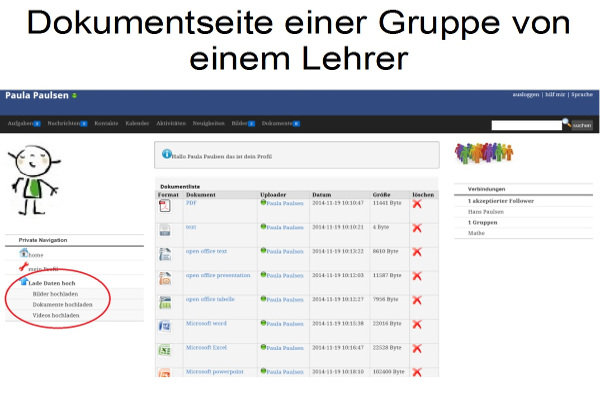 Dokumentseite einer Gruppe von
einem Lehrer
Paula Paulsen
ausloggen | hilf mir | Sprache
Aufgaben Nachrichten Kontakte Kalender Aktivitäten Neuigkeiten Bilder Dokumente
suchen
Hallo Paula Paulsen das ist dein Profil
Private Navigation
home
mein Profil
Lade Daten hoch
Bilder hochladen
Dokumente hochladen
Videos hochladen
Dokumentliste
Format Dokument Uploader Datum Größe löschen
PDF Paula Paulsen 2014-11-19 10:10:47 11441 Byte
text Paula Paulsen 2014-11-19 10:10:21 4 Byte
open office text Paula Paulsen 2014-11-19 10:13:22 8610 Byte
open office presentation Paula Paulsen 2014-11-19 10:12:03 11587 Byte
open office tabelle Paula Paulsen 2014-11-19 10:12:27 7916 Byte
Microsoft word Paula Paulsen 2014-11-19 10:15:38 22016 Byte
Microsoft Excel Paula Paulsen 2014-11-19 10:16:47 22528 Byte
Microsoft powerpoint Paula Paulsen 2014-11-19 10:18:10 102400 Byte
Verbindungen
1 akzeptierter Follower
Hans Paulsen
1 Gruppen
Mathe